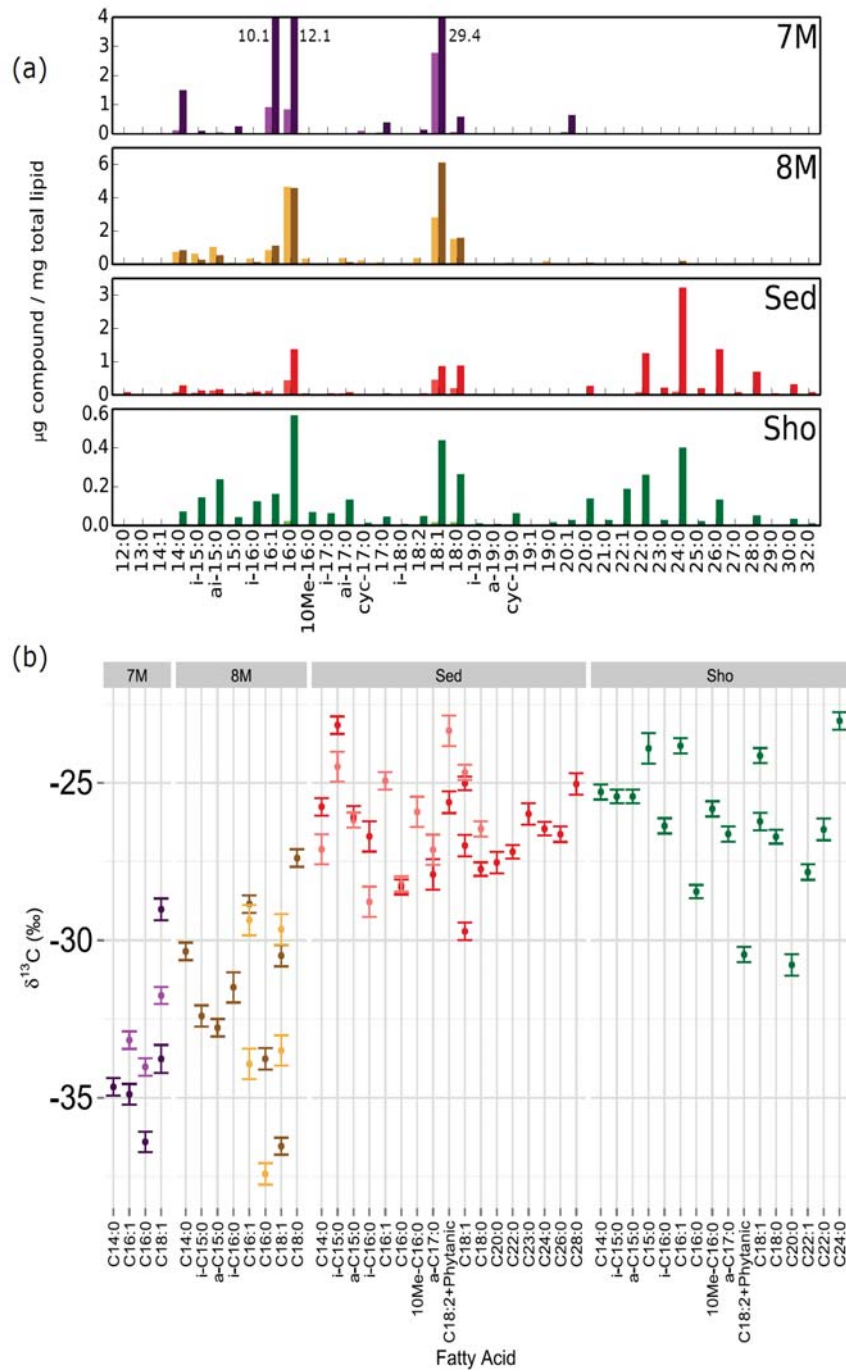 (a)
μg compound / mg total lipid
4
3
2
1
0
10.1
12.1
29.4
7M
6
4
2
0
8M
3
2
1
0
Sed
0.6
0.4
0.2
0.0
Sho
12:0
13:0
14:1
14:0
i-15:0
ai-15:0
15:0
i-16:0
16:1
16:0
10Me-16:0
i-17:0
ai-17:0
cyc-17:0
17:0
i-18:0
18:2
18:1
18:0
i-19:0
a-19:0
cyc-19:0
19:1
19:0
20:1
20:0
21:0
22:1
22:0
23:0
24:0
25:0
26:0
27:0
28:0
29:0
30:0
32:0
(b)
7M
8M
Sed
Sho
δ13C (‰)
-25
-30
-35
C14:0
C16:1
C16:0
C18:1
C14:0
i-C15:0
a-C15:0
i-C16:0
C16:1
C16:0
C18:1
C18:0
C14:0
i-C15:0
a-C15:0
i-C16:0
C16:1
C16:0
10Me-C16:0
a-C17:0
C18:2+Phytanic
C18:1
C18:0
C20:0
C22:0
C23:0
C24:0
C26:0
C28:0
C14:0
i-C15:0
a-C15:0
C15:0
i-C16:0
C16:1
C16:0
10Me-C16:0
a-C17:0
C18:2+Phytanic
C18:1
C18:0
C20:0
C22:1
C22:0
C24:0
Fatty Acid